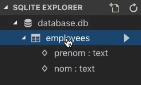 SQLITE EXPLORER
database.db
employees
prenom : text
nom : text